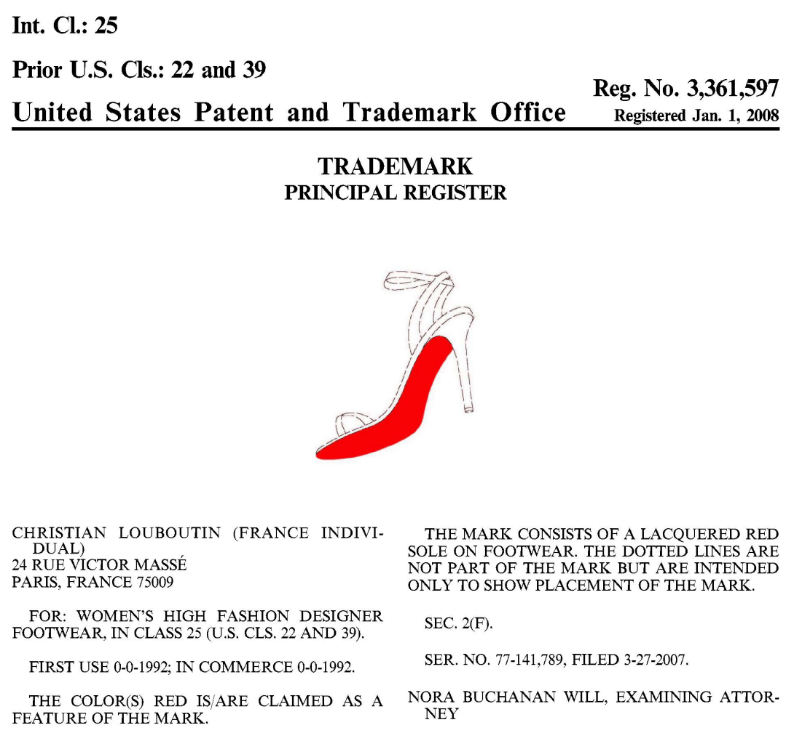 Int. Cl.: 25
Prior U.S. Cls.: 22 and 39
Reg. No. 3,361,597
United States Patent and Trademark Office
Registered Jan. 1, 2008
TRADEMARK
PRINCIPAL REGISTER
CHRISTIAN LOUBOUTIN (FRANCE INDIVI-
DUAL)
24 RUE VICTOR MASSÉ
PARIS, FRANCE 75009
FOR: WOMEN'S HIGH FASHION DESIGNER
FOOTWEAR, IN CLASS 25 (U.S. CLS. 22 AND 39).
FIRST USE 0-0-1992; IN COMMERCE 0-0-1992.
THE COLOR(S) RED IS/ARE CLAIMED AS A
FEATURE OF THE MARK.
THE MARK CONSISTS OF A LACQUERED RED
SOLE ON FOOTWEAR. THE DOTTED LINES ARE
NOT PART OF THE MARK BUT ARE INTENDED
ONLY TO SHOW PLACEMENT OF THE MARK.
SEC. 2(F).
SER. NO. 77-141,789, FILED 3-27-2007.
NORA BUCHANAN WILL, EXAMINING ATTOR-
NEY